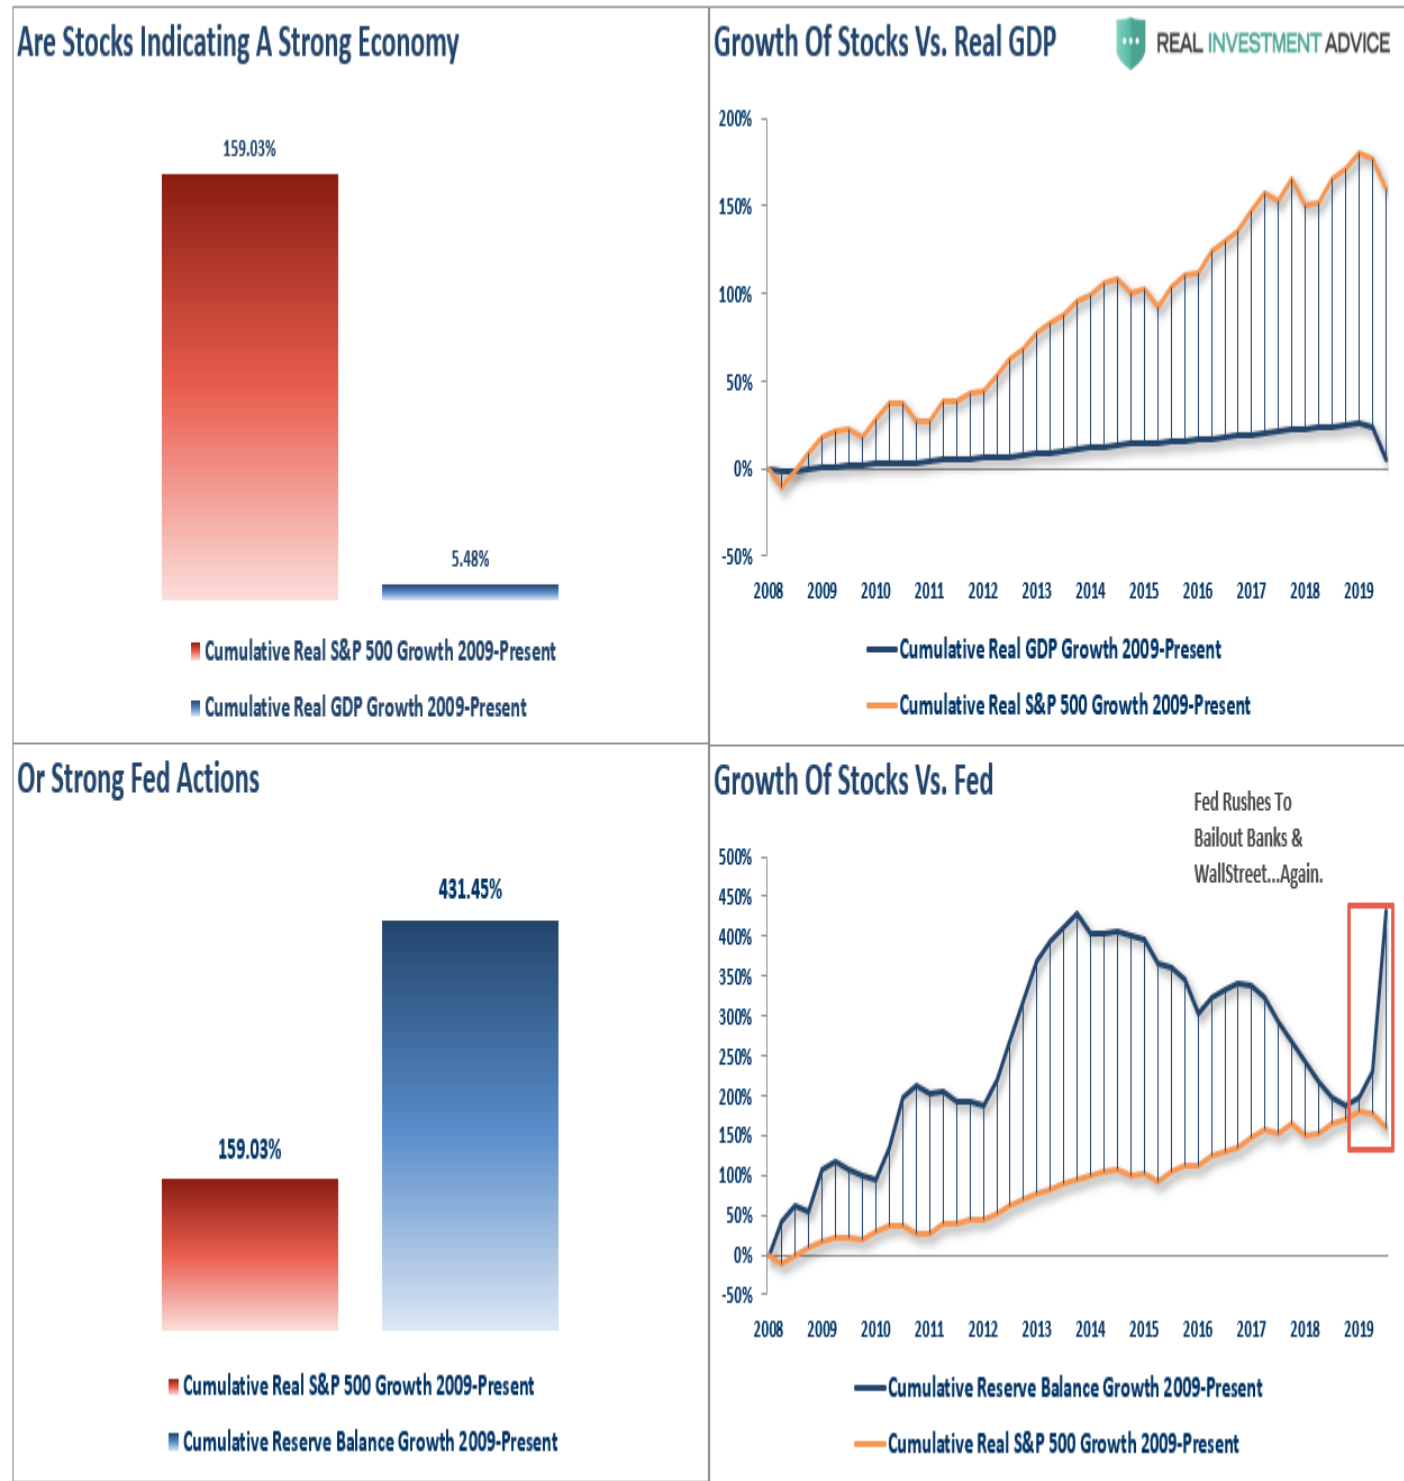 Are Stocks Indicating A Strong Economy
159.03%
5.48%
Cumulative Real S&P 500 Growth 2009-Present
Cumulative Real GDP Growth 2009-Present
Growth Of Stocks Vs. Real GDP
REAL INVESTMENT ADVICE
200%
150%
100%
50%
0%
-50%
2008 2009 2010 2011 2012 2013 2014 2015 2016 2017 2018 2019
Cumulative Real GDP Growth 2009-Present
Cumulative Real S&P 500 Growth 2009-Present
Or Strong Fed Actions
431.45%
159.03%
Cumulative Real S&P 500 Growth 2009-Present
Cumulative Reserve Balance Growth 2009-Present
Growth Of Stocks Vs. Fed
Fed Rushes To
Bailout Banks &
WallStreet...Again.
500%
450%
400%
350%
300%
250%
200%
150%
100%
50%
0%
-50%
2008 2009 2010 2011 2012 2013 2014 2015 2016 2017 2018 2019
Cumulative Reserve Balance Growth 2009-Present
Cumulative Real S&P 500 Growth 2009-Present